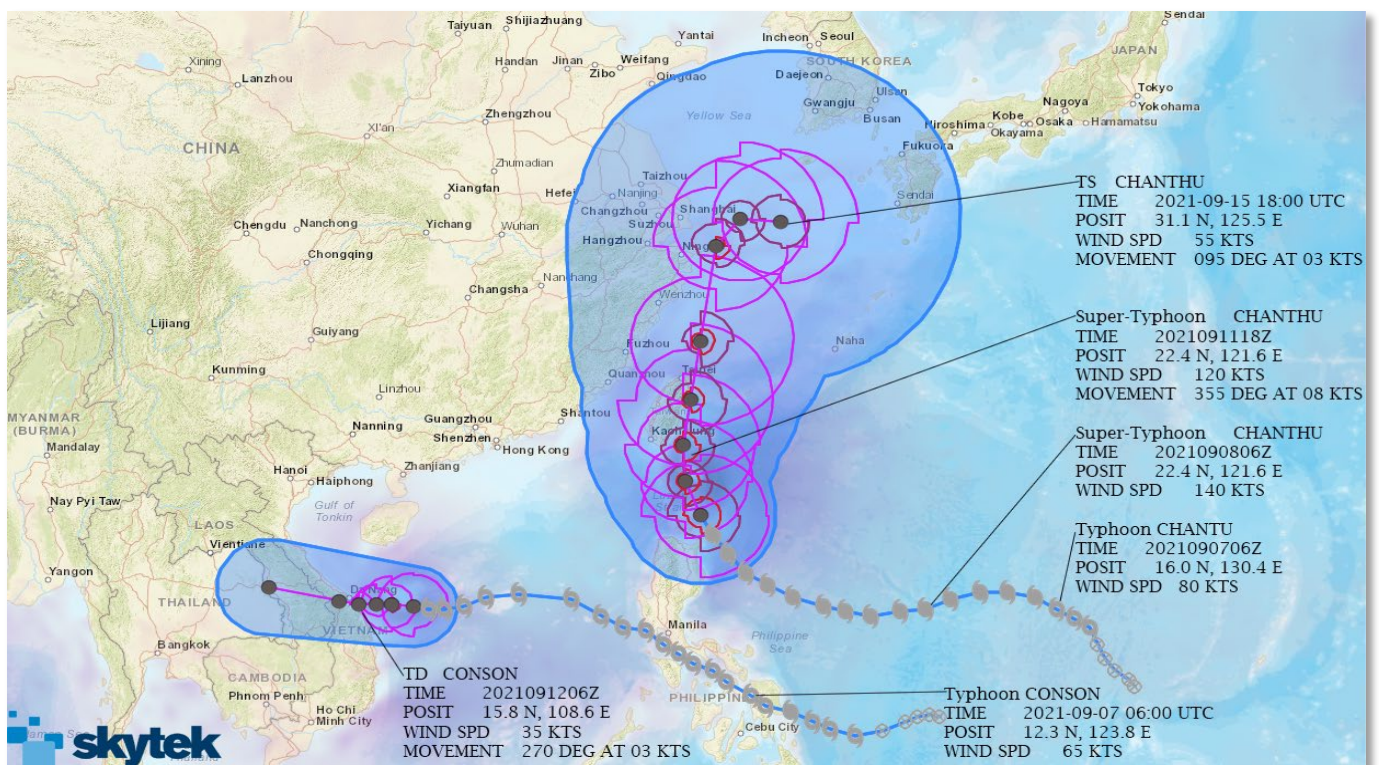 Taiyuan
Shijiazhuang
Sendai
Yantai
Incheon
Seoul
JAPAN
Xining
Handan
Jinan
Weifang
SOUTH KOREA
Lanzhou
Zibo
Qingdao
Daejeon
Tokyo
Ulsan
Nagoya
Yokohama
Gwangju
Zhengzhou
Yellow Sea
Busan
Kobe
Hiroshima
Osaka
Hamamatsu
Xi'an
Okayama
CHINA
Fukuoka
Zhumadian
Taizhou
Xiangfan
Hefei
Nanjing
Sendai
Changzhou
Shanghai
Chengdu
Nanchong
Yichang
Wuhan
Suzhou
Hangzhou
Chongqing
Nanchang
Changsha
Wenzhou
Lijiang
Guiyang
Fuzhou
Naha
Kunming
Quanzhou
Taipei
Linzhou
MYANMAR
(BURMA)
Guangzhou
Shantou
Nanning
Shenzhen
Mandalay
Hong Kong
Hanoi
Zhanjiang
Haiphong
Nay Pyi Taw
Gulf of
Tonkin
LAOS
Vientiane
Yangon
Da Nang
THAILAND
VIETNAM
Manila
Philippine
Sea
Bangkok
CAMBODIA
PHILIPPINE
Phnom Penh
Ho Chi
Minh City
Cebu City
TS CHANTHU
TIME 2021-09-15 18:00 UTC
POSIT 31.1 N, 125.5 E
WIND SPD 55 KTS
MOVEMENT 095 DEG AT 03 KTS
Super-Typhoon CHANTHU
TIME 2021091118Z
POSIT 22.4 N, 121.6 E
WIND SPD 120 KTS
MOVEMENT 355 DEG AT 08 KTS
Super-Typhoon CHANTHU
TIME 2021090806Z
POSIT 22.4 N, 121.6 E
WIND SPD 140 KTS
Typhoon CHANTU
TIME 2021090706Z
POSIT 16.0 N, 130.4 E
WIND SPD 80 KTS
TD CONSON
TIME 2021091206Z
POSIT 15.8 N, 108.6 E
WIND SPD 35 KTS
MOVEMENT 270 DEG AT 03 KTS
Typhoon CONSON
TIME 2021-09-07 06:00 UTC
POSIT 12.3 N, 123.8 E
WIND SPD 65 KTS
skytek